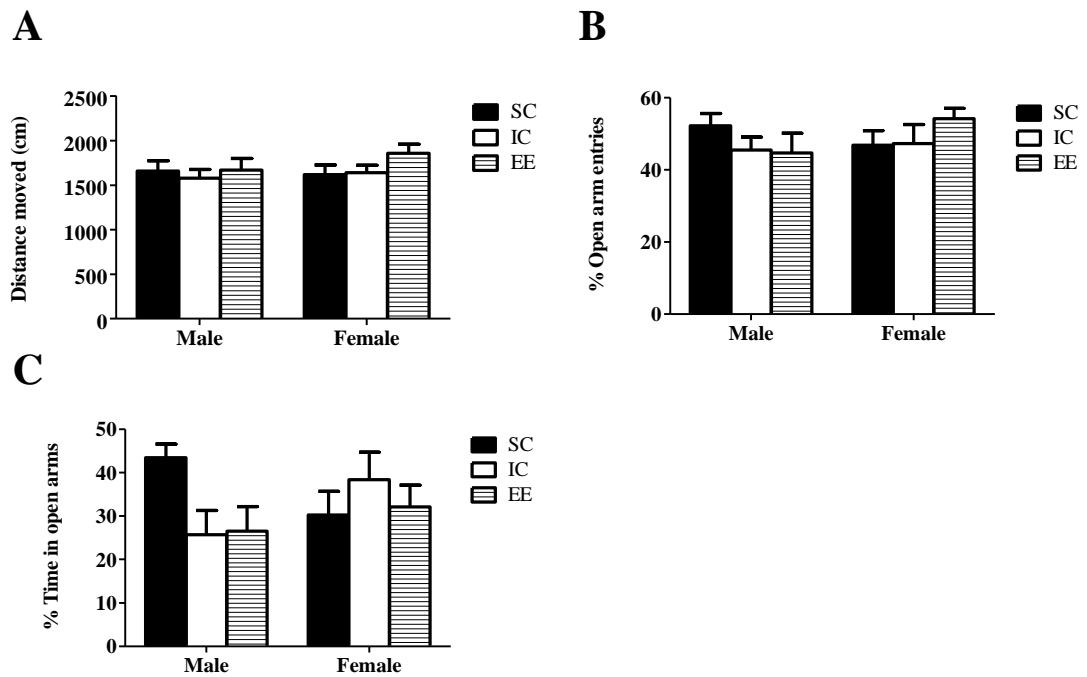 A
Distance moved (cm)
2500
2000
1500
1000
500
0
Male
Female
SC
IC
EE
B
% Open arm entries
60
40
20
0
Male
Female
SC
IC
EE
C
% Time in open arms
50
40
30
20
10
0
Male
Female
SC
IC
EE